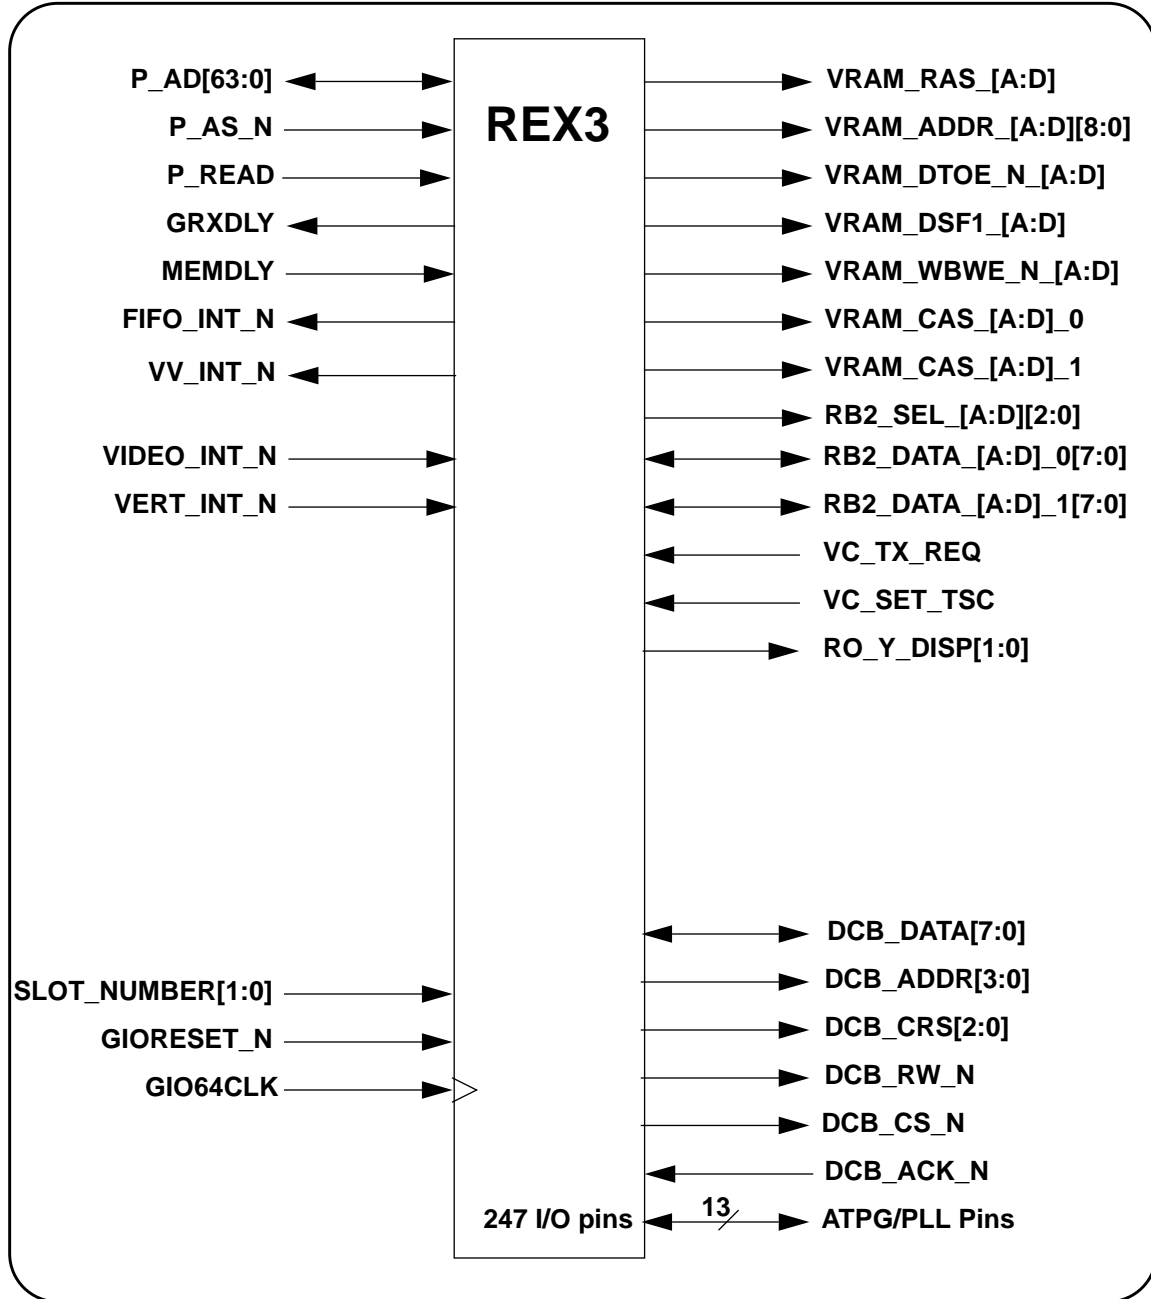 REX3
P_AD[63:0]
P_AS_N
P_READ
GRXDLY
MEMDLY
FIFO_INT_N
VV_INT_N
VIDEO_INT_N
VERT_INT_N
SLOT_NUMBER[1:0]
GIORESET_N
GIO64CLK
VRAM_RAS_[A:D]
VRAM_ADDR_[A:D][8:0]
VRAM_DTOE_N_[A:D]
VRAM_DSF1_[A:D]
VRAM_WBWE_N_[A:D]
VRAM_CAS_[A:D]_0
VRAM_CAS_[A:D]_1
RB2_SEL_[A:D][2:0]
RB2_DATA_[A:D]_0[7:0]
RB2_DATA_[A:D]_1[7:0]
VC_TX_REQ
VC_SET_TSC
RO_Y_DISP[1:0]
DCB_DATA[7:0]
DCB_ADDR[3:0]
DCB_CRS[2:0]
DCB_RW_N
DCB_CS_N
DCB_ACK_N
247 I/O pins
13
ATPG/PLL Pins